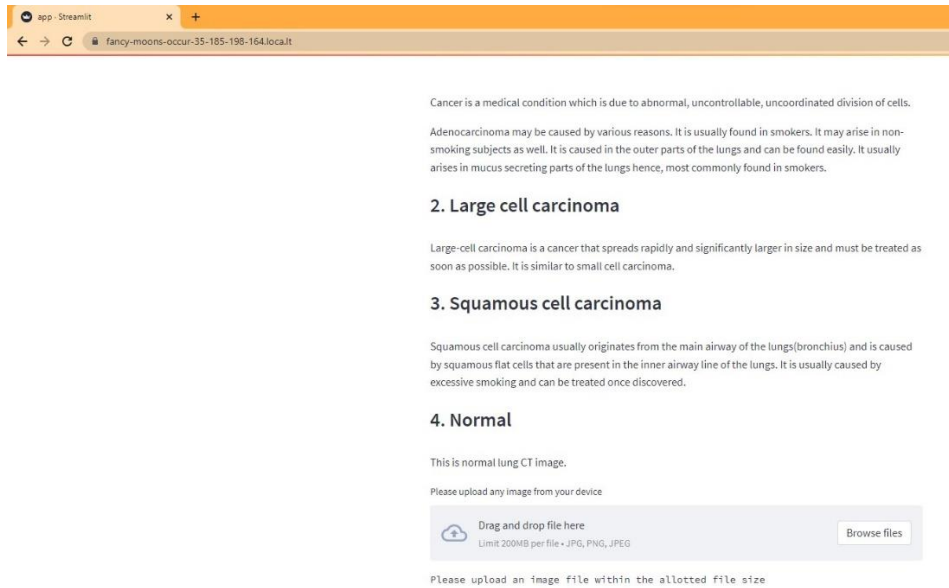 app · Streamlit
fancy-moons-occur-35-185-198-164.loca.lt
Cancer is a medical condition which is due to abnormal, uncontrollable, uncoordinated division of cells.
Adenocarcinoma may be caused by various reasons. It is usually found in smokers. It may arise in non-
smoking subjects as well. It is caused in the outer parts of the lungs and can be found easily. It usually
arises in mucus secreting parts of the lungs hence, most commonly found in smokers.
2. Large cell carcinoma
Large-cell carcinoma is a cancer that spreads rapidly and significantly larger in size and must be treated as
soon as possible. It is similar to small cell carcinoma.
3. Squamous cell carcinoma
Squamous cell carcinoma usually originates from the main airway of the lungs(bronchius) and is caused
by squamous flat cells that are present in the inner airway line of the lungs. It is usually caused by
excessive smoking and can be treated once discovered.
4. Normal
This is normal lung CT image.
Please upload any image from your device
Drag and drop file here
Limit 200MB per file • JPG, PNG, JPEG
Browse files
Please upload an image file within the allotted file size